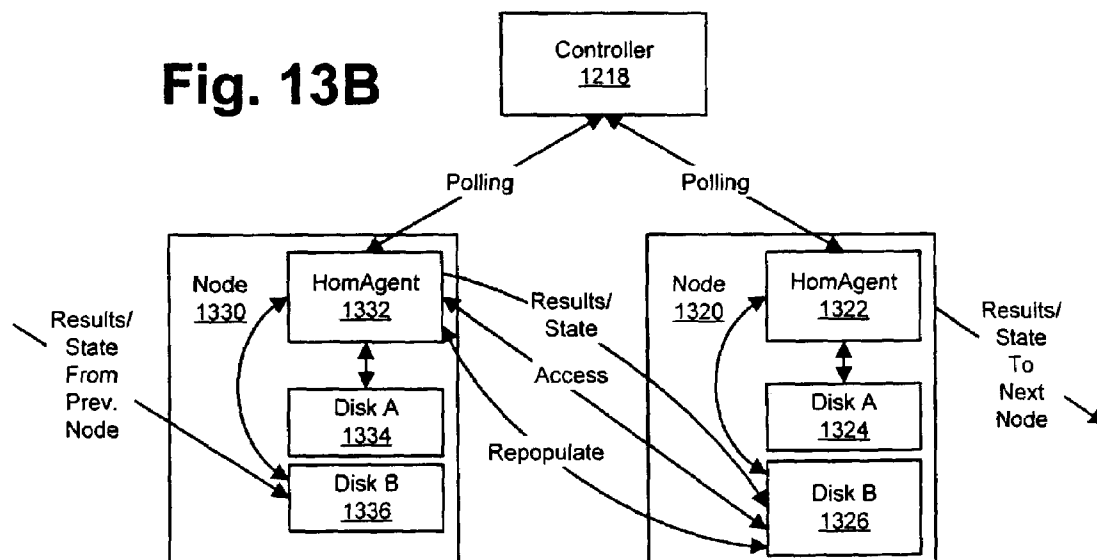 Fig. 13B
Controller
1218
Polling
Polling
Results/
State
From
Prev.
Node
Node
1330
HomAgent
1332
Disk A
1334
Disk B
1336
Results/
State
Access
Repopulate
Node
1320
HomAgent
1322
Disk A
1324
Disk B
1326
Results/
State
To
Next
Node